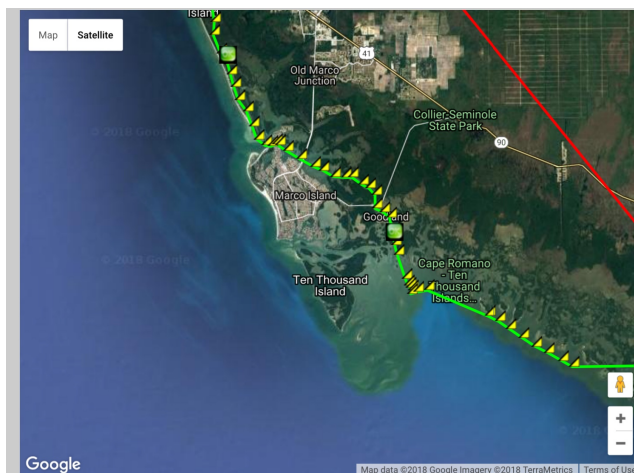 Island
Map
Satellite
41
Old Marco
Junction
Collier-Seminole
State Park
© 2018 Google
90
Marco Island
Goodland
© 2018 Google
Cape Romano
- Ten
Thousand
Islands...
Ten Thousand
Island
+
−
© 2018
Google
Map data ©2018 Google Imagery ©2018 TerraMetrics
Terms of Use